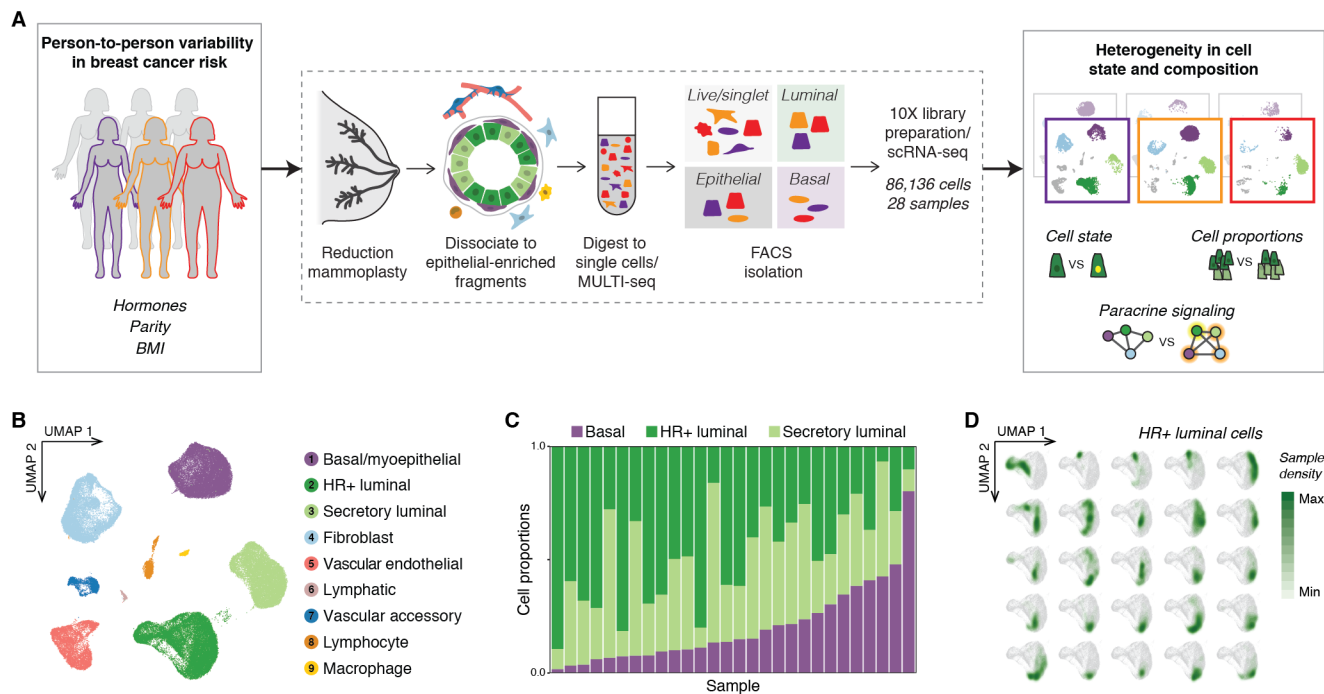 A
Person-to-person variability
in breast cancer risk
Hormones
Parity
BMI
Reduction
mammoplasty
Dissociate to
epithelial-enriched
fragments
Digest to
single cells/
MULTI-seq
Live/singlet
Luminal
Epithelial
Basal
FACS
isolation
10X library
preparation/
scRNA-seq
86,136 cells
28 samples
Heterogeneity in cell
state and composition
Cell state
VS
Cell proportions
VS
Paracrine signaling
VS
B
UMAP 1
UMAP 2
1 Basal/myoepithelial
2 HR+ luminal
3 Secretory luminal
4 Fibroblast
5 Vascular endothelial
6 Lymphatic
7 Vascular accessory
8 Lymphocyte
9 Macrophage
C
Basal
HR+ luminal
Secretory luminal
1.0
Cell proportions
0.0
Sample
D
UMAP 1
UMAP 2
HR+ luminal cells
Sample
density
Max
Min